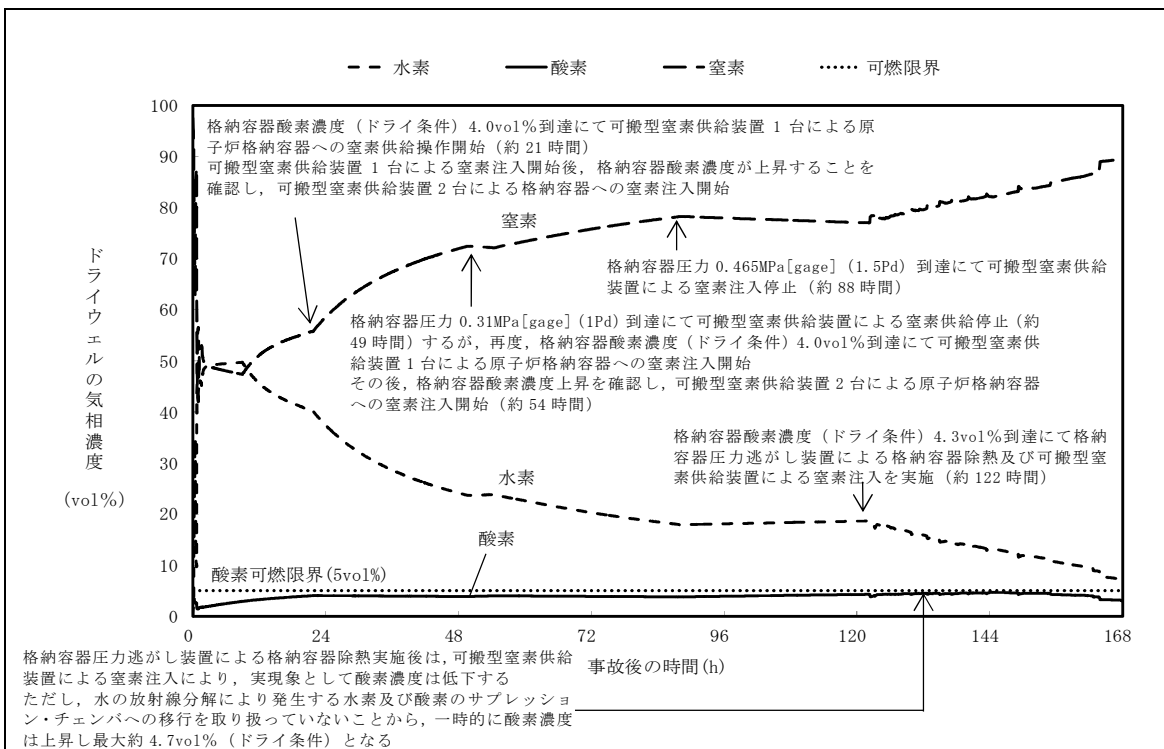 水素 酸素 窒素 可燃限界
100
90
80
70
60
50
40
30
20
10
0
ドライウェルの気相濃度
(vol%)
格納容器酸素濃度（ドライ条件）4.0vol%到達にて可搬型窒素供給装置 1 台による原
子炉格納容器への窒素供給操作開始（約 21 時間）
可搬型窒素供給装置 1 台による窒素注入開始後，格納容器酸素濃度が上昇することを
確認し，可搬型窒素供給装置 2 台による格納容器への窒素注入開始
窒素
格納容器圧力 0.465MPa[gage]（1.5Pd）到達にて可搬型窒素供給
装置による窒素注入停止（約 88 時間）
格納容器圧力 0.31MPa[gage]（1Pd）到達にて可搬型窒素供給装置による窒素供給停止（約
49 時間）するが，再度，格納容器酸素濃度（ドライ条件）4.0vol%到達にて可搬型窒素供
給装置 1 台による原子炉格納容器への窒素注入開始
その後，格納容器酸素濃度上昇を確認し，可搬型窒素供給装置 2 台による原子炉格納容器
への窒素注入開始（約 54 時間）
格納容器酸素濃度（ドライ条件）4.3vol%到達にて格納
容器圧力逃がし装置による格納容器除熱及び可搬型窒
素供給装置による窒素注入を実施（約 122 時間）
水素
酸素
酸素可燃限界(5vol%)
0 24 48 72 96 120 144 168
事故後の時間(h)
格納容器圧力逃がし装置による格納容器除熱実施後は，可搬型窒素供給
装置による窒素注入により，実現象として酸素濃度は低下する
ただし，水の放射線分解により発生する水素及び酸素のサプレッショ
ン・チェンバへの移行を取り扱っていないことから，一時的に酸素濃度
は上昇し最大約 4.7vol%（ドライ条件）となる